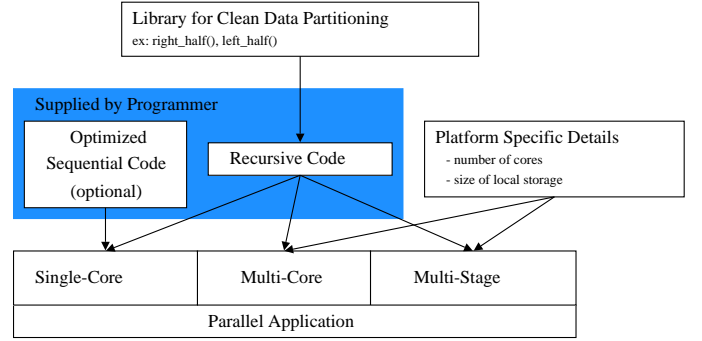 Library for Clean Data Partitioning
ex: right_half(), left_half()
Supplied by Programmer
Optimized
Sequential Code
(optional)
Recursive Code
Platform Specific Details
- number of cores
- size of local storage
Single-Core
Multi-Core
Multi-Stage
Parallel Application